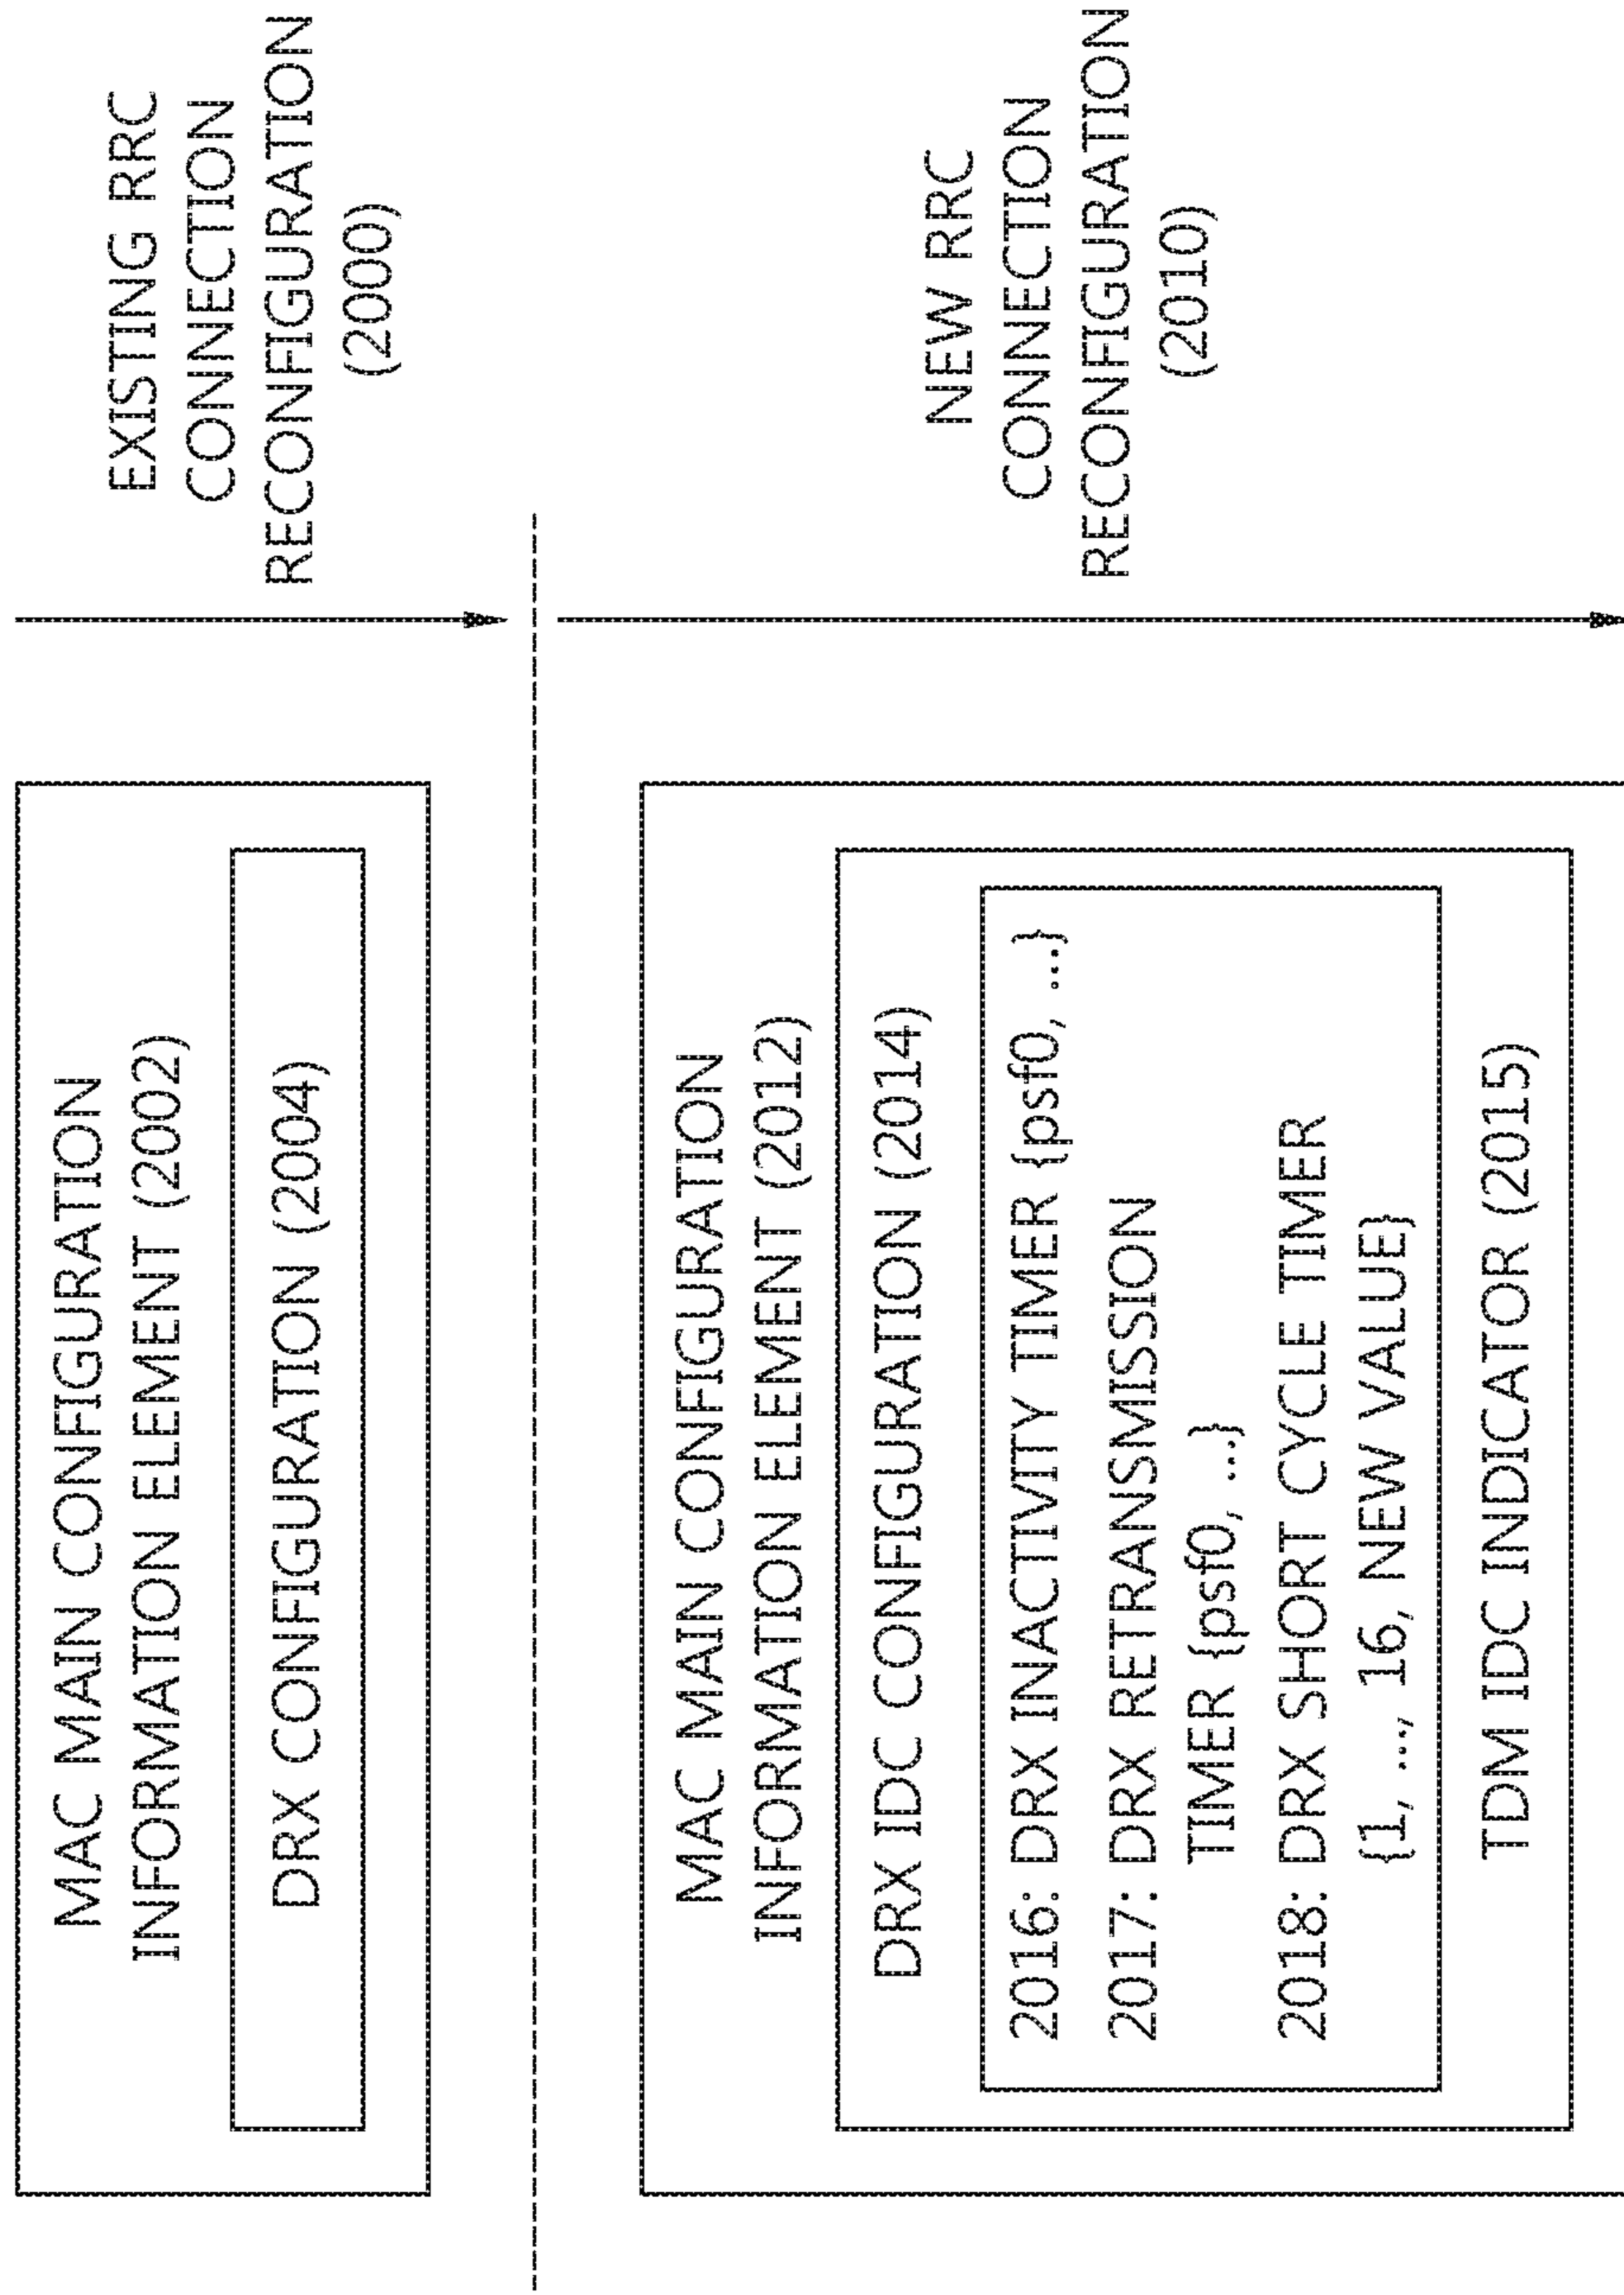 MAC MAIN CONFIGURATION
INFORMATION ELEMENT (2002)
DRX CONFIGURATION (2004)
EXISTING RRC
CONNECTION
RECONFIGURATION
(2000)
MAC MAIN CONFIGURATION
INFORMATION ELEMENT (2012)
DRX IDC CONFIGURATION (2014)
2016: DRX INACTIVITY TIMER {psf0, ...}
2017: DRX RETRANSMISSION
TIMER {psf0, ...}
2018: DRX SHORT CYCLE TIMER
{1, ..., 16, NEW VALUE}
TDM IDC INDICATOR (2015)
NEW RRC
CONNECTION
RECONFIGURATION
(2010)